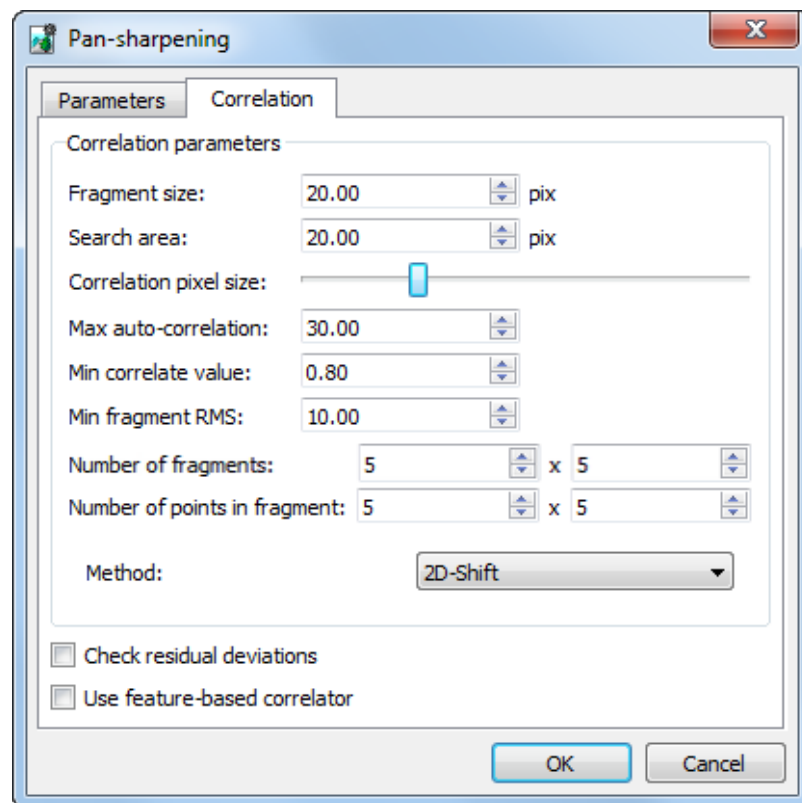 Pan-sharpening
Parameters Correlation
Correlation parameters
Fragment size: 20.00 pix
Search area: 20.00 pix
Correlation pixel size:
Max auto-correlation: 30.00
Min correlate value: 0.80
Min fragment RMS: 10.00
Number of fragments: 5 x 5
Number of points in fragment: 5 x 5
Method: 2D-Shift
Check residual deviations
Use feature-based correlator
OK Cancel